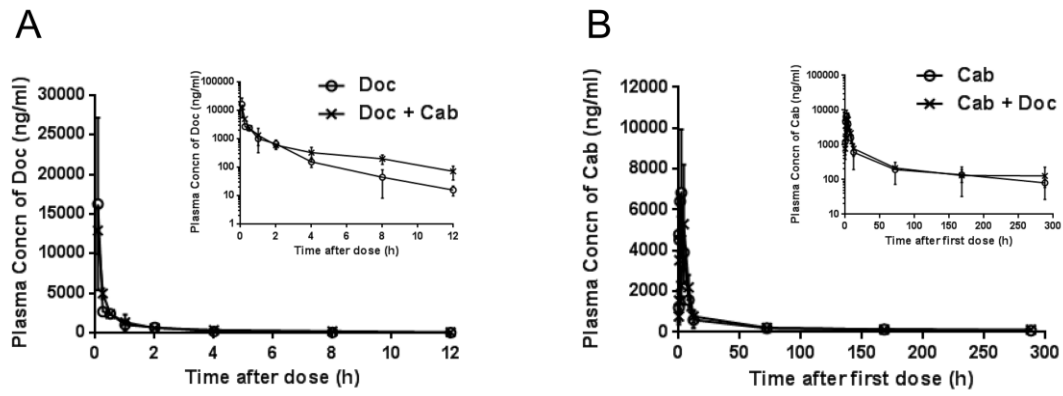 A
Plasma Concn of Doc (ng/ml)
30000
25000
20000
15000
10000
5000
0
0 2 4 6 8 10 12
Time after dose (h)
Plasma Concn of Doc (ng/ml)
100000
10000
1000
100
10
1
0 2 4 6 8 10 12
Time after dose (h)
Doc
Doc + Cab
B
Plasma Concn of Cab (ng/ml)
12000
10000
8000
6000
4000
2000
0
0 50 100 150 200 250 300
Time after first dose (h)
Plasma Concn of Cab (ng/ml)
100000
10000
1000
100
10
0 50 100 150 200 250 300
Time after first dose (h)
Cab
Cab + Doc